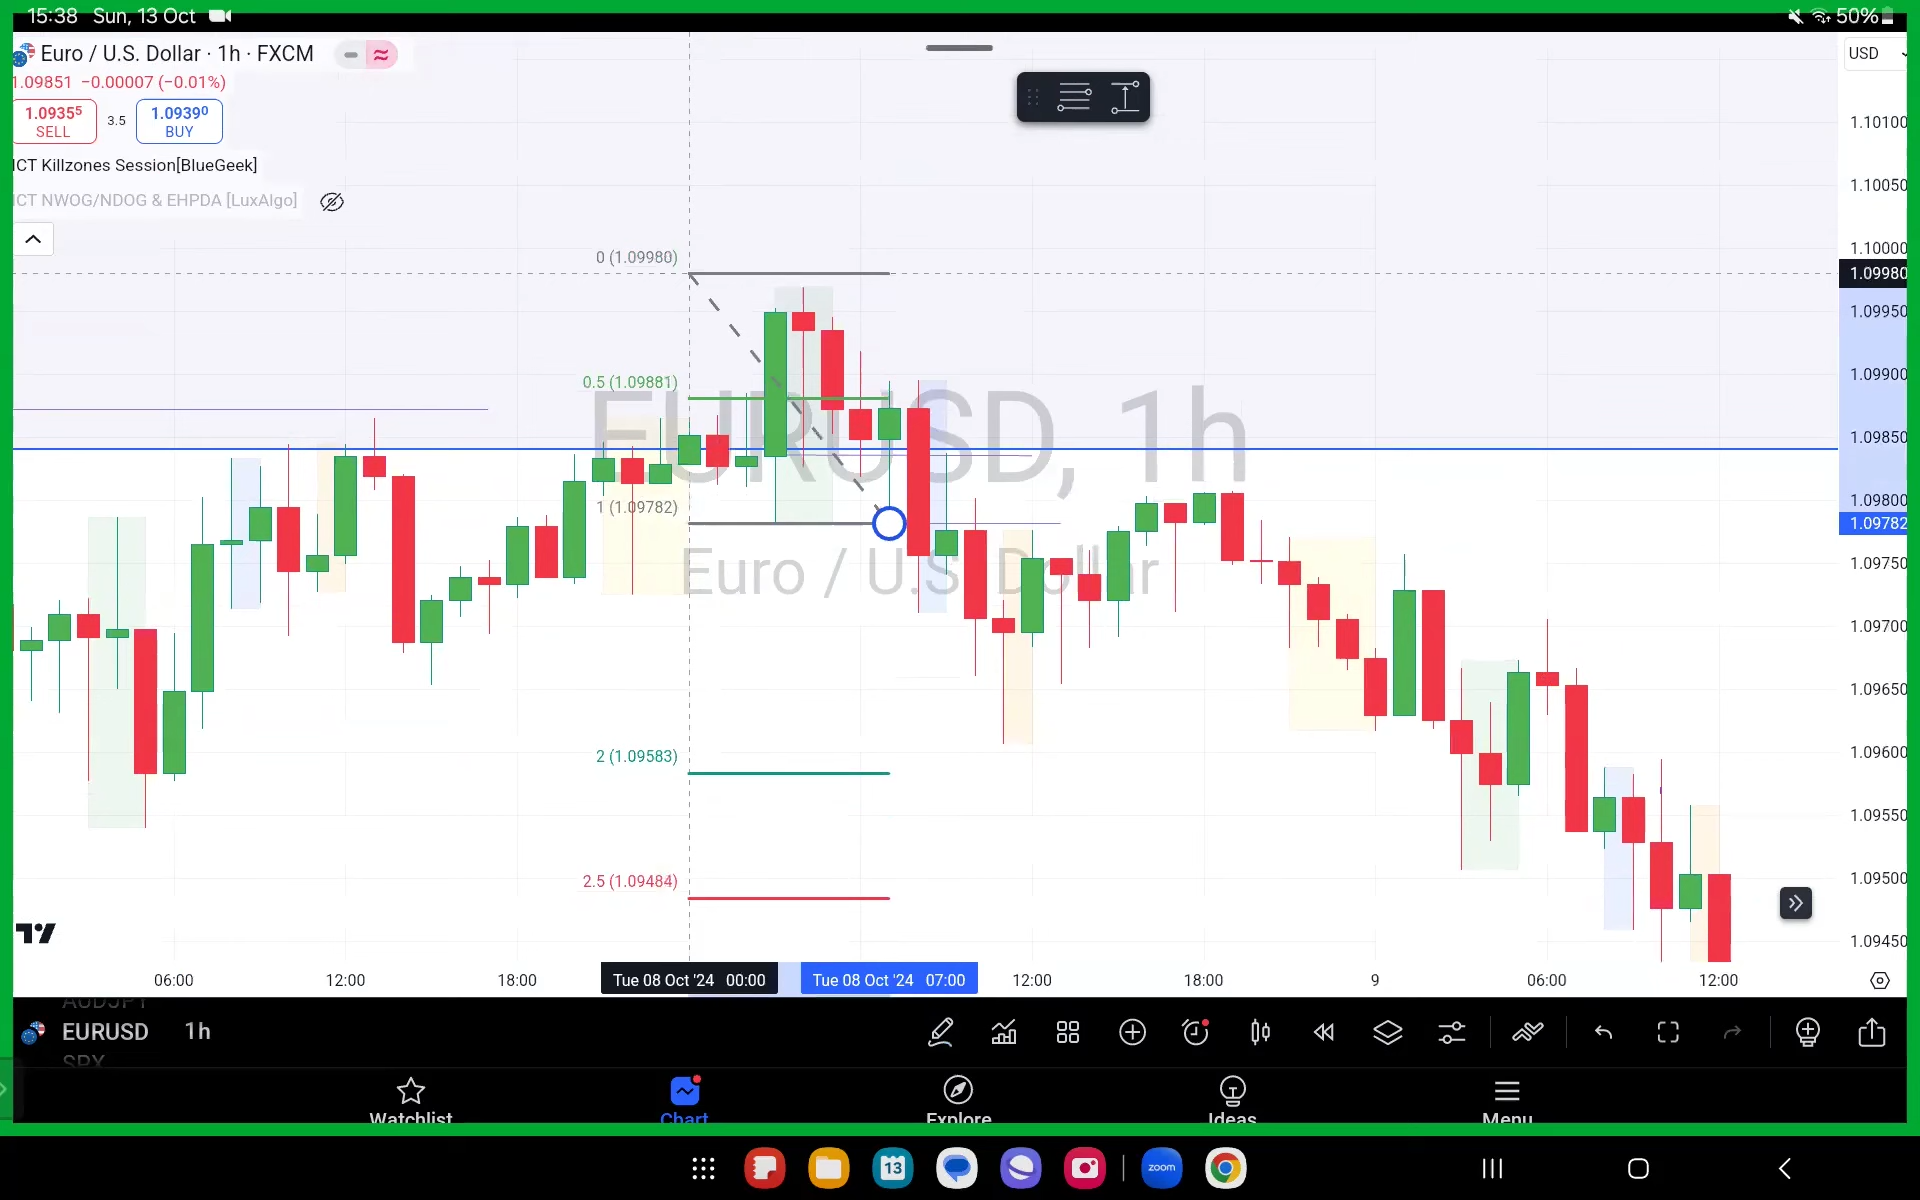 15:38 Sun, 13 Oct
50%
Euro / U.S. Dollar · 1h · FXCM
USD
1.09851 −0.00007 (−0.01%)
1.09355
SELL
3.5
1.09390
BUY
ICT Killzones Session[BlueGeek]
ICT NWOG/NDOG & EHPDA [LuxAlgo]
1.10100
1.10050
1.10000
1.09980
1.09950
1.09900
1.09850
1.09800
1.09782
1.09750
1.09700
1.09650
1.09600
1.09550
1.09500
1.09450
0 (1.09980)
0.5 (1.09881)
1 (1.09782)
2 (1.09583)
2.5 (1.09484)
EURUSD, 1h
Euro / U.S. Dollar
06:00
12:00
18:00
Tue 08 Oct '24 00:00
Tue 08 Oct '24 07:00
12:00
18:00
9
06:00
12:00
AUDJPY
EURUSD 1h
SPX
Watchlist
Chart
Explore
Ideas
Menu
13
zoom